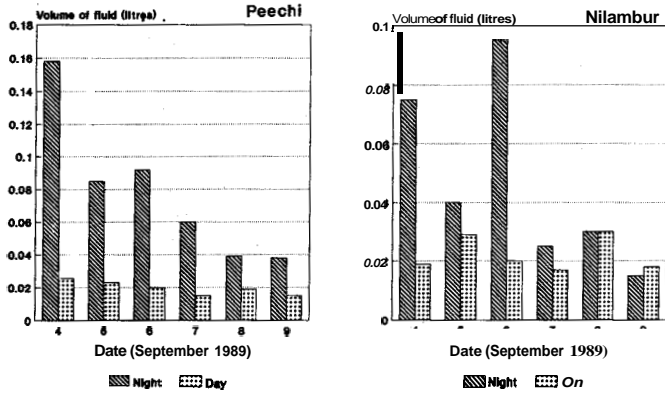 Volume of fluid (litres) Peechi
0.18
0.16
0.14
0.12
0.1
0.08
0.06
0.04
0.02
0
4 5 6 7 8 9
Date (September 1989)
Night Day
Volume of fluid (litres) Nilambur
0.1
0.08
0.06
0.04
0.02
0
Date (September 1989)
Night On